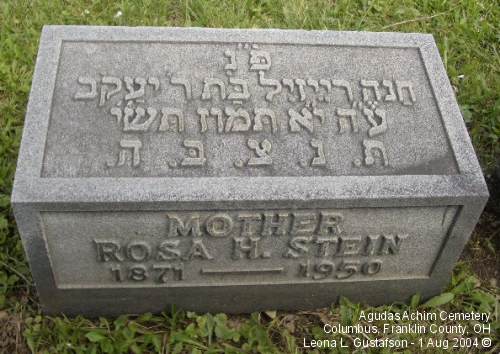 פ"נ
חנה רייזיל בת ר' יעקב
ע"ה י"א תמוז תש"י
ת. נ. צ. ב. ה.
MOTHER
ROSA H. STEIN
1871 — 1950
Agudas Achim Cemetery
Columbus, Franklin County, OH
Leona L. Gustafson - 1 Aug 2004 ©